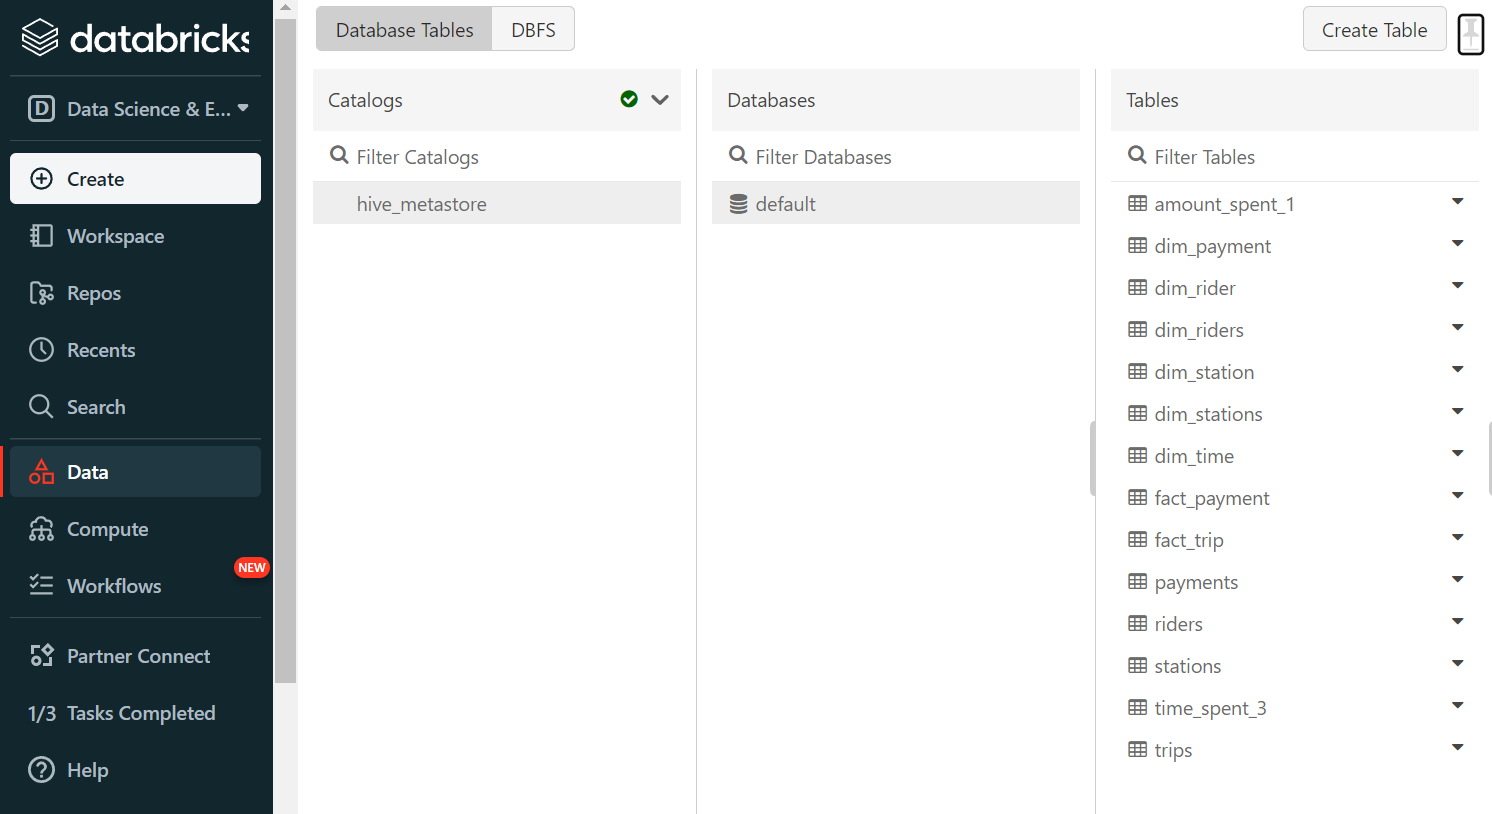 databricks
Data Science & E...
Create
Workspace
Repos
Recents
Search
Data
Compute
Workflows
NEW
Partner Connect
1/3 Tasks Completed
Help
Database Tables
DBFS
Create Table
Catalogs
Filter Catalogs
hive_metastore
Databases
Filter Databases
default
Tables
Filter Tables
amount_spent_1
dim_payment
dim_rider
dim_riders
dim_station
dim_stations
dim_time
fact_payment
fact_trip
payments
riders
stations
time_spent_3
trips